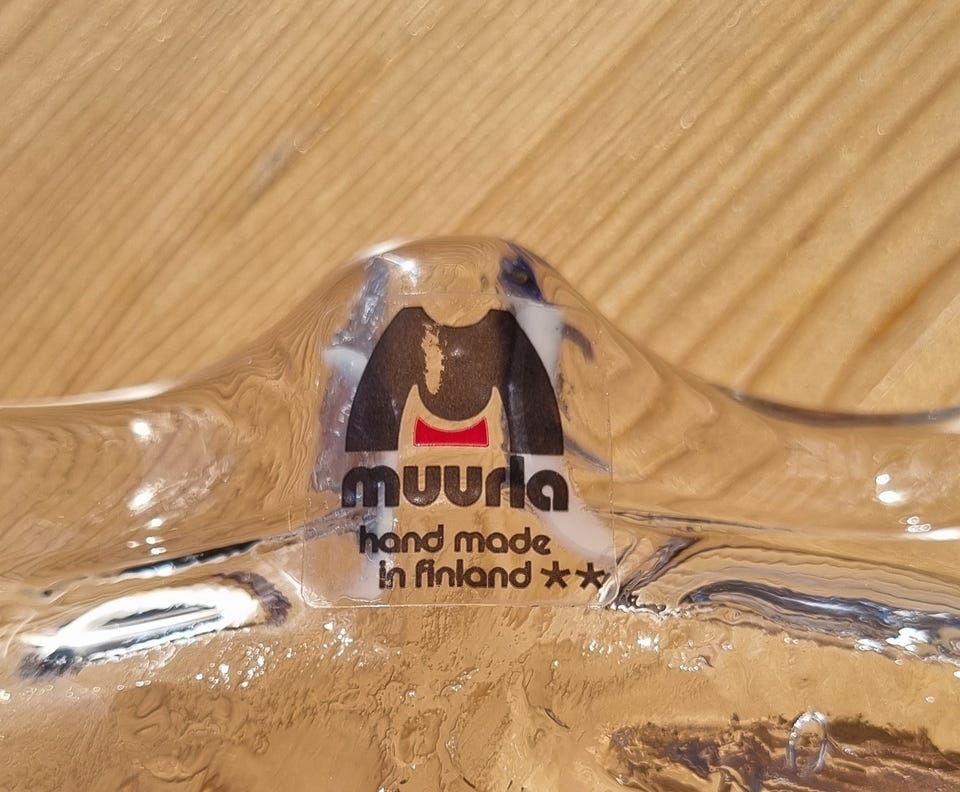 muurla
hand made
in finland ★★